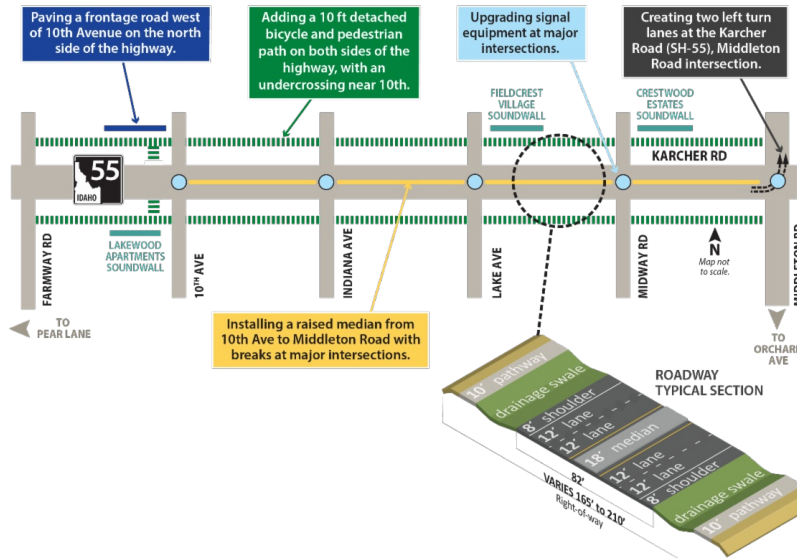 Paving a frontage road west
of 10th Avenue on the north
side of the highway.
Adding a 10 ft detached
bicycle and pedestrian
path on both sides of the
highway, with an
undercrossing near 10th.
Upgrading signal
equipment at major
intersections.
Creating two left turn
lanes at the Karcher
Road (SH-55), Middleton
Road intersection.
FIELDCREST
VILLAGE
SOUNDWALL
CRESTWOOD
ESTATES
SOUNDWALL
KARCHER RD
55
IDAHO
LAKEWOOD
APARTMENTS
SOUNDWALL
FARMWAY RD
10TH AVE
INDIANA AVE
LAKE AVE
MIDWAY RD
N
Map not
to scale.
MIDDLETON RD
TO
PEAR LANE
Installing a raised median from
10th Ave to Middleton Road with
breaks at major intersections.
TO
ORCHARD
AVE
ROADWAY
TYPICAL SECTION
10' pathway
drainage swale
8' shoulder
12' lane
12' lane
18' median
12' lane
12' lane
8' shoulder
drainage swale
10' pathway
82'
VARIES 165' to 210'
Right-of-way